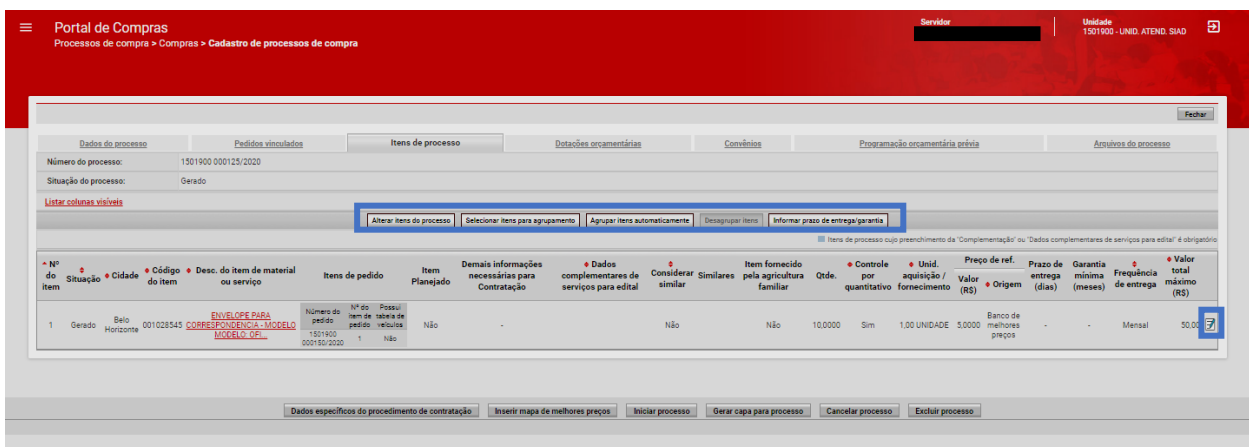 Portal de Compras
Processos de compra > Compras > Cadastro de processos de compra
Servidor
Unidade
1501900 - UNID. ATEND. SIAD
Fechar
Dados do processo Pedidos vinculados Itens de processo Dotações orçamentárias Convênios Programação orçamentária prévia Arquivos do processo
Número do processo: 1501900 000125/2020
Situação do processo: Gerado
Listar colunas visíveis
Alterar itens do processo Selecionar itens para agrupamento Agrupar itens automaticamente Desagrupar itens Informar prazo de entrega/garantia
Itens de processo cujo preenchimento da "Complementação" ou "Dados complementares de serviços para edital" é obrigatório
Nº do item
Situação
Cidade
Código do item
Desc. do item de material ou serviço
Itens de pedido
Item Planejado
Demais informações necessárias para Contratação
Dados complementares de serviços para edital
Considerar similar
Similares
Item fornecido pela agricultura familiar
Qtde.
Controle por quantitativo
Unid. aquisição / fornecimento
Preço de ref.
Valor (R$)
Origem
Prazo de entrega (dias)
Garantia mínima (meses)
Frequência de entrega
Valor total máximo (R$)
1
Gerado
Belo Horizonte
001028545
ENVELOPE PARA
CORRESPONDENCIA - MODELO
MODELO: OFI...
Número do pedido
Nº do item de pedido
Possui tabela de veículos
1501900 000150/2020
1
Não
Não
-
Não
Não
10,0000
Sim
1,00 UNIDADE
5,0000
Banco de melhores preços
-
-
Mensal
50,00
Dados específicos do procedimento de contratação Inserir mapa de melhores preços Iniciar processo Gerar capa para processo Cancelar processo Excluir processo